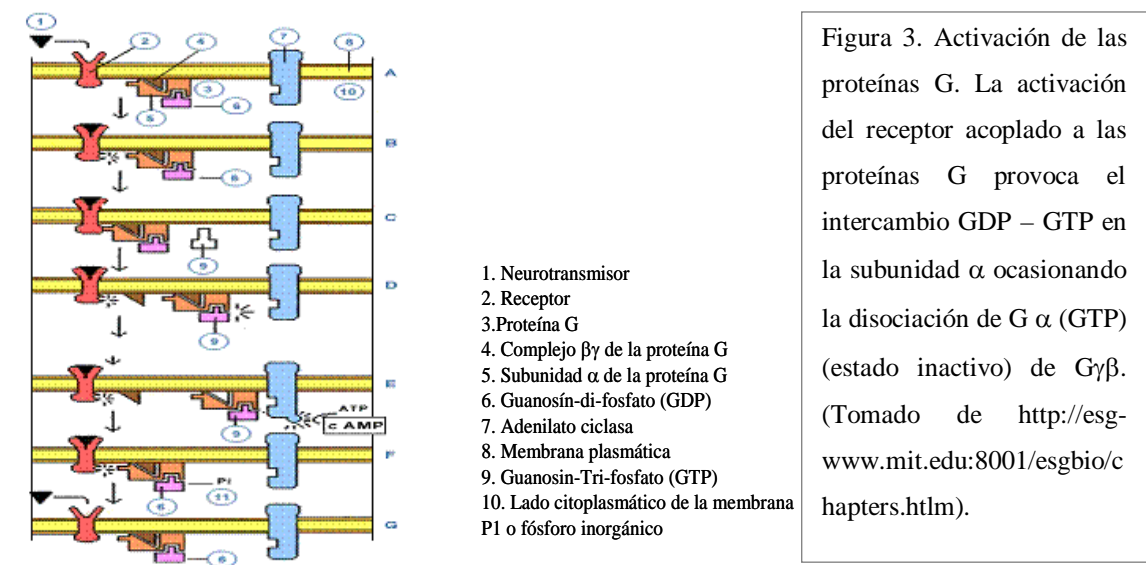 1
2
4
7
8
A
3
10
6
5
B
6
C
9
D
9
E
ATP
c AMP
9
F
Pi
6
11
G
6
1. Neurotransmisor
2. Receptor
3.Proteína G
4. Complejo βγ de la proteína G
5. Subunidad α de la proteína G
6. Guanosín-di-fosfato (GDP)
7. Adenilato ciclasa
8. Membrana plasmática
9. Guanosin-Tri-fosfato (GTP)
10. Lado citoplasmático de la membrana
P1 o fósforo inorgánico
Figura 3. Activación de las
proteínas G. La activación
del receptor acoplado a las
proteínas G provoca el
intercambio GDP – GTP en
la subunidad α ocasionando
la disociación de G α (GTP)
(estado inactivo) de Gγβ.
(Tomado de http://esg-
www.mit.edu:8001/esgbio/c
hapters.htlm).